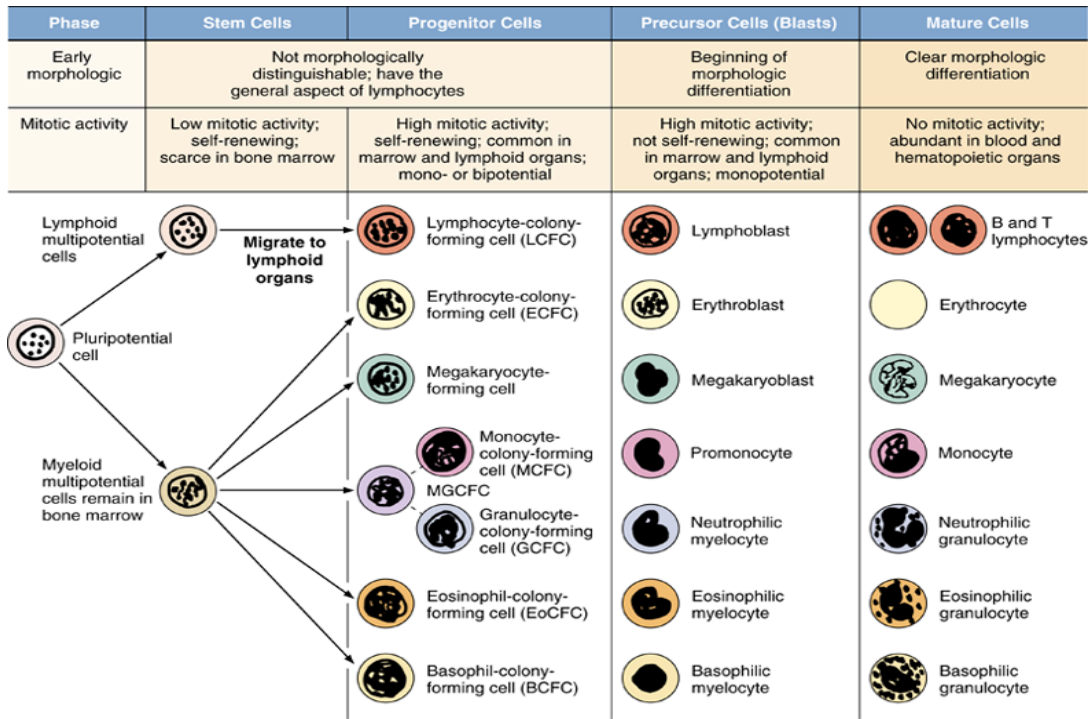 Phase
Stem Cells
Progenitor Cells
Precursor Cells (Blasts)
Mature Cells
Early
morphologic
Not morphologically
distinguishable; have the
general aspect of lymphocytes
Beginning of
morphologic
differentiation
Clear morphologic
differentiation
Mitotic activity
Low mitotic activity;
self-renewing;
scarce in bone marrow
High mitotic activity;
self-renewing; common in
marrow and lymphoid organs;
mono- or bipotential
High mitotic activity;
not self-renewing; common
in marrow and lymphoid
organs; monopotential
No mitotic activity;
abundant in blood and
hematopoietic organs
Lymphoid
multipotential
cells
Migrate to
lymphoid
organs
Lymphocyte-colony-
forming cell (LCFC)
Lymphoblast
B and T
lymphocytes
Erythrocyte-colony-
forming cell (ECFC)
Erythroblast
Erythrocyte
Pluripotential
cell
Megakaryocyte-
forming cell
Megakaryoblast
Megakaryocyte
Myeloid
multipotential
cells remain in
bone marrow
Monocyte-
colony-forming
cell (MCFC)
MGCFC
Granulocyte-
colony-forming
cell (GCFC)
Promonocyte
Monocyte
Neutrophilic
myelocyte
Neutrophilic
granulocyte
Eosinophil-colony-
forming cell (EoCFC)
Eosinophilic
myelocyte
Eosinophilic
granulocyte
Basophil-colony-
forming cell (BCFC)
Basophilic
myelocyte
Basophilic
granulocyte